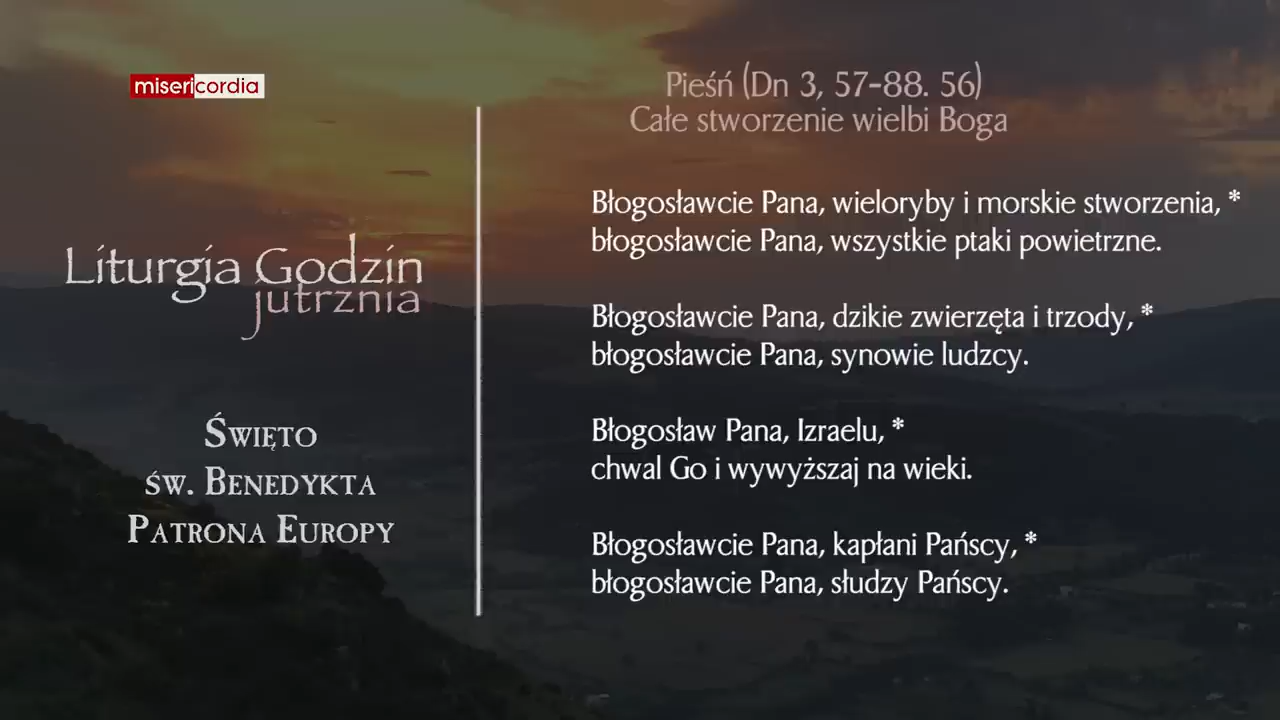 misericordia
Liturgia Godzin
jutrznia
Święto
św. Benedykta
Patrona Europy
Pieśń (Dn 3, 57-88. 56)
Całe stworzenie wielbi Boga
Błogosławcie Pana, wieloryby i morskie stworzenia, *
błogosławcie Pana, wszystkie ptaki powietrzne.
Błogosławcie Pana, dzikie zwierzęta i trzody, *
błogosławcie Pana, synowie ludzcy.
Błogosław Pana, Izraelu, *
chwal Go i wywyższaj na wieki.
Błogosławcie Pana, kapłani Pańscy, *
błogosławcie Pana, słudzy Pańscy.